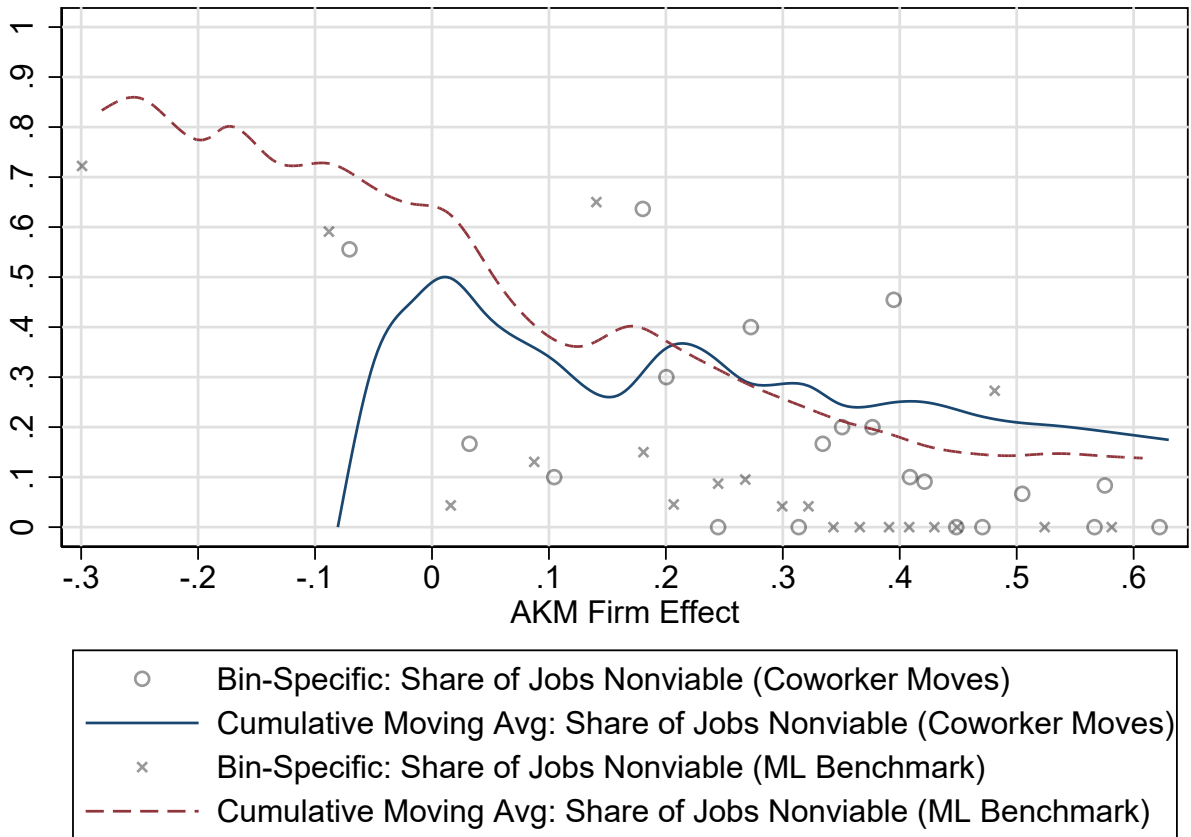 1
.9
.8
.7
.6
.5
.4
.3
.2
.1
0
-.3 -.2 -.1 0 .1 .2 .3 .4 .5 .6
AKM Firm Effect
Bin-Specific: Share of Jobs Nonviable (Coworker Moves)
Cumulative Moving Avg: Share of Jobs Nonviable (Coworker Moves)
Bin-Specific: Share of Jobs Nonviable (ML Benchmark)
Cumulative Moving Avg: Share of Jobs Nonviable (ML Benchmark)